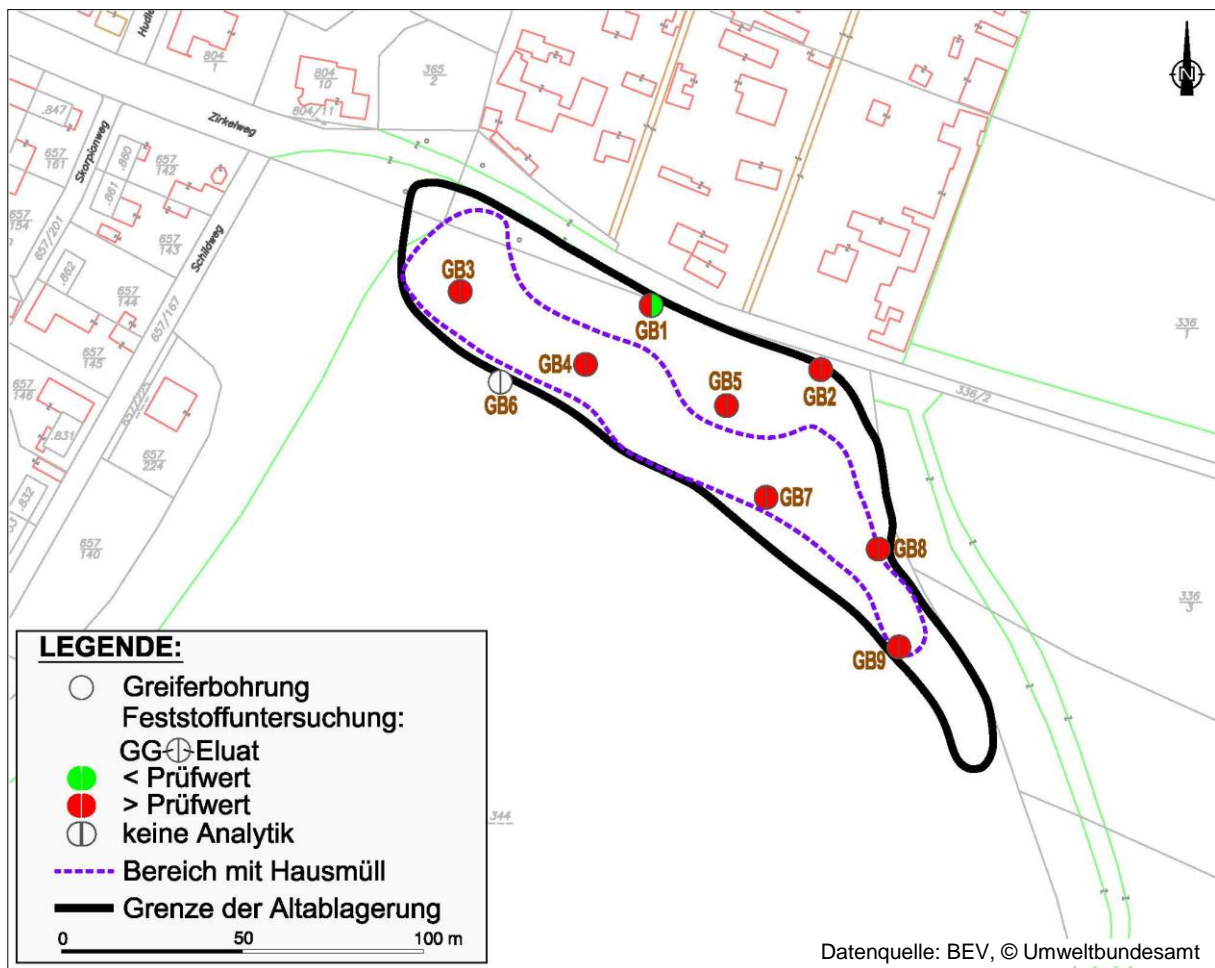 Hudle
N
804
1
804
10
365
2
804/11
Zirkelweg
.847
Skorpionweg
657
161
.860
657
142
.861
657
154
657/201
657
143
Schildweg
.862
657
144
657/167
657
145
657
146
657/225
.831
657
224
.832
657
140
336
1
336/2
336
3
344
GB3
GB1
GB4
GB5
GB2
GB6
GB7
GB8
GB9
LEGENDE:
Greiferbohrung
Feststoffuntersuchung:
GG Eluat
< Prüfwert
> Prüfwert
keine Analytik
Bereich mit Hausmüll
Grenze der Altablagerung
0 50 100 m
Datenquelle: BEV, © Umweltbundesamt